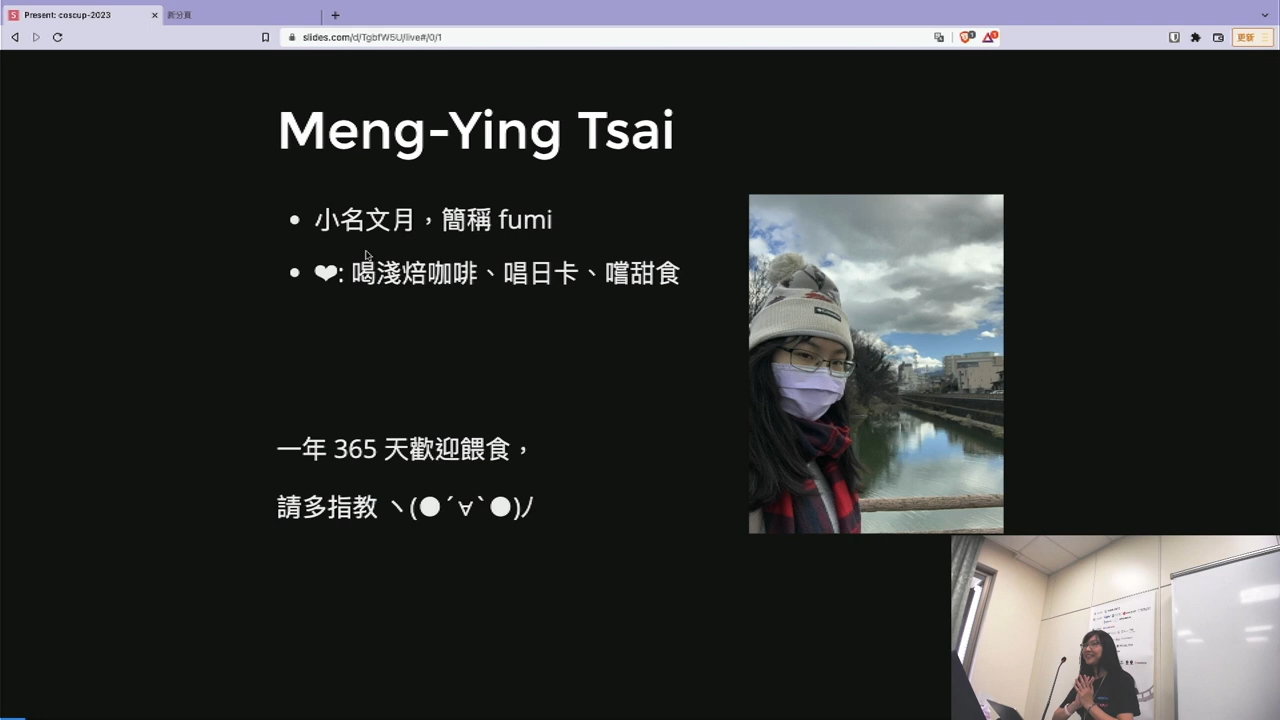 Present: coscup-2023
新分頁
slides.com/d/TgbfW5U/live#/0/1
更新
Meng-Ying Tsai
小名文月，簡稱 fumi
❤: 喝淺焙咖啡、唱日卡、嚐甜食
一年 365 天歡迎餵食，
請多指教 ヽ(●´∀`●)ﾉ